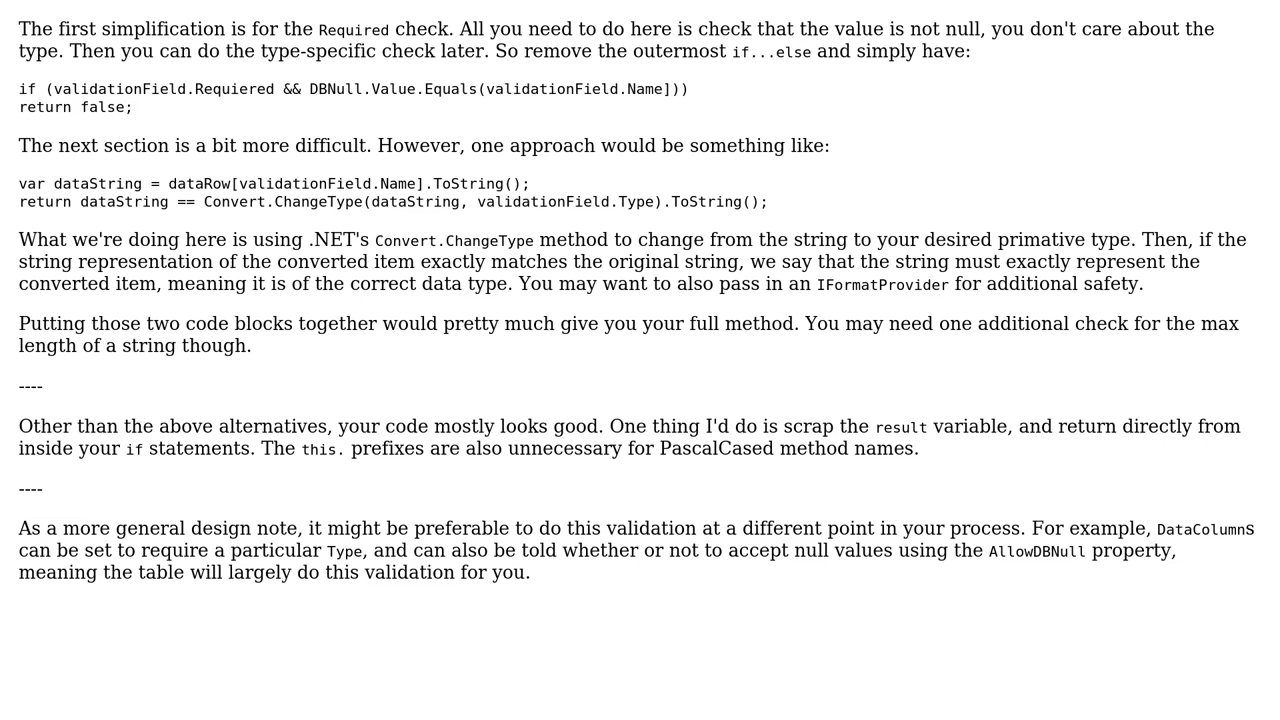 The first simplification is for the Required check. All you need to do here is check that the value is not null, you don't care about the
type. Then you can do the type-specific check later. So remove the outermost if...else and simply have:
if (validationField.Requiered && DBNull.Value.Equals(validationField.Name]))
return false;
The next section is a bit more difficult. However, one approach would be something like:
var dataString = dataRow[validationField.Name].ToString();
return dataString == Convert.ChangeType(dataString, validationField.Type).ToString();
What we're doing here is using .NET's Convert.ChangeType method to change from the string to your desired primative type. Then, if the
string representation of the converted item exactly matches the original string, we say that the string must exactly represent the
converted item, meaning it is of the correct data type. You may want to also pass in an IFormatProvider for additional safety.
Putting those two code blocks together would pretty much give you your full method. You may need one additional check for the max
length of a string though.
----
Other than the above alternatives, your code mostly looks good. One thing I'd do is scrap the result variable, and return directly from
inside your if statements. The this. prefixes are also unnecessary for PascalCased method names.
----
As a more general design note, it might be preferable to do this validation at a different point in your process. For example, DataColumns
can be set to require a particular Type, and can also be told whether or not to accept null values using the AllowDBNull property,
meaning the table will largely do this validation for you.